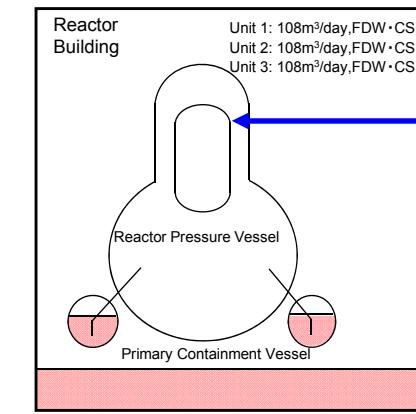 Reactor
Building
Unit 1: 108m³/day,FDW・CS
Unit 2: 108m³/day,FDW・CS
Unit 3: 108m³/day,FDW・CS
Reactor Pressure Vessel
Primary Containment Vessel